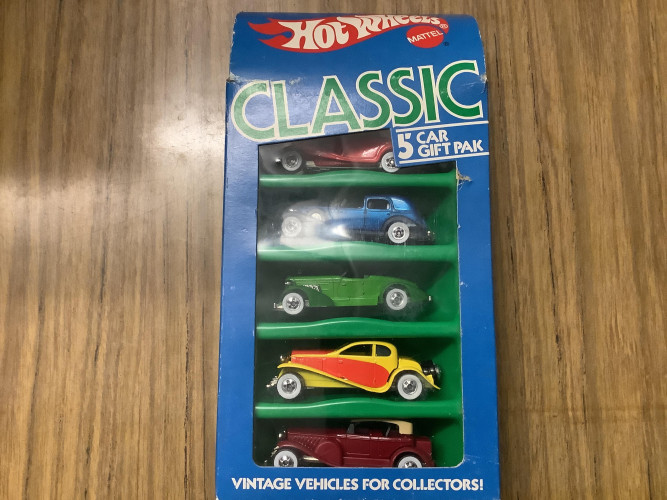 Hot Wheels®
MATTEL
CLASSIC
5 CAR
GIFT PAK
VINTAGE VEHICLES FOR COLLECTORS!